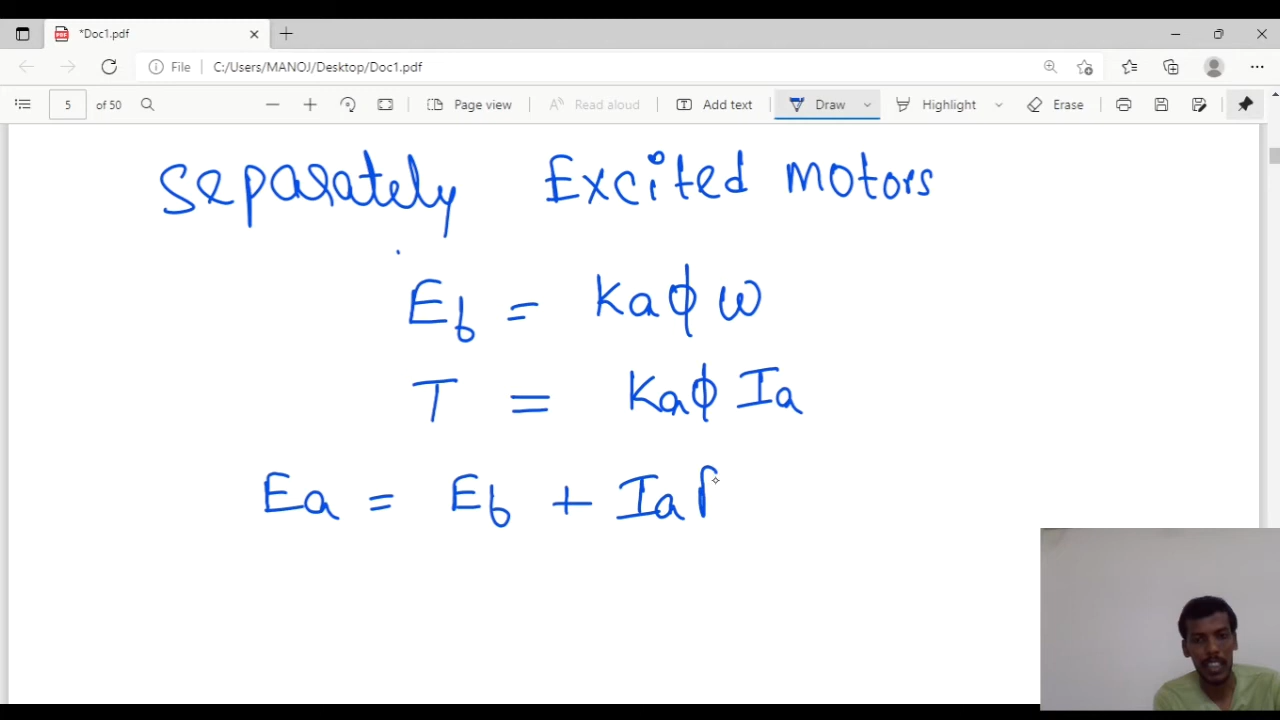 *Doc1.pdf
File C:/Users/MANOJ/Desktop/Doc1.pdf
5 of 50 Page view Read aloud Add text Draw Highlight Erase
Separately Excited motors
Eb = Kaφω
T = Kaφ Ia
Ea = Eb + Ia